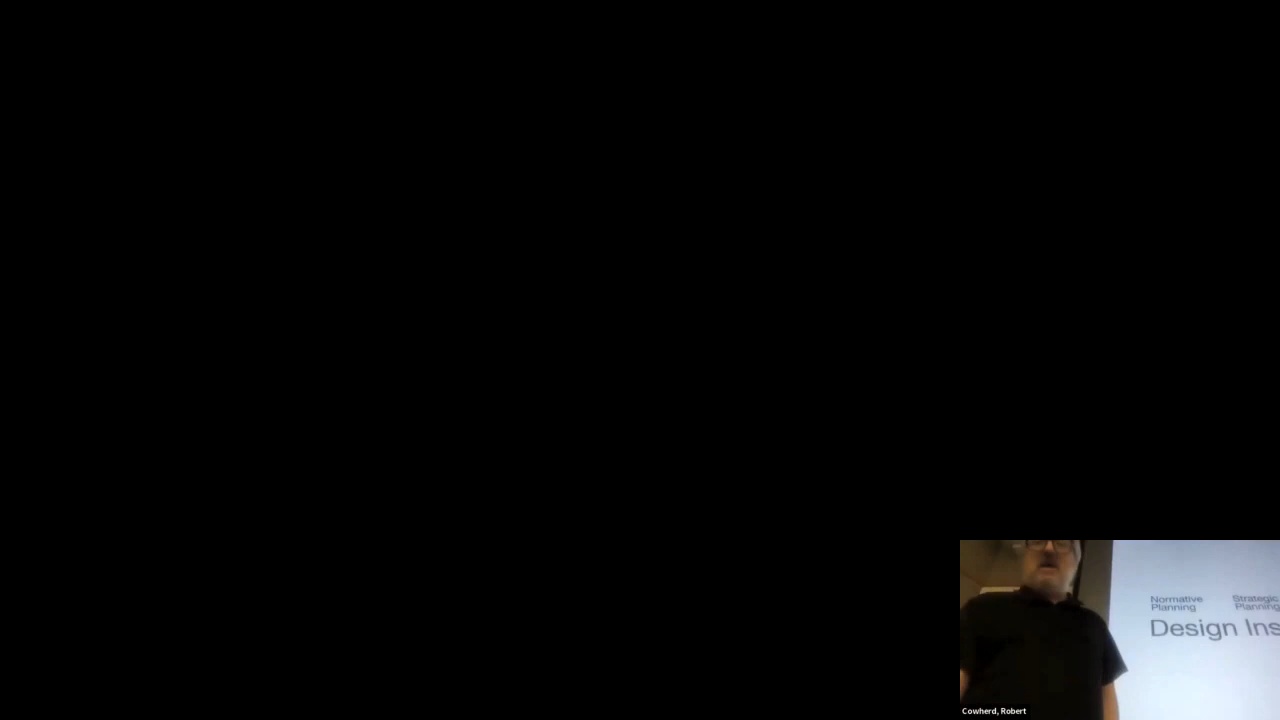 Normative Strategic
Planning Planning
Design Ins
Cowherd, Robert